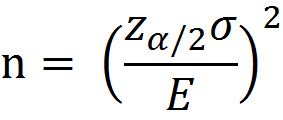 n = (z_{α/2}σ / E)^2